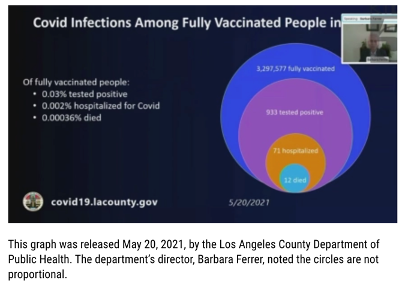 Covid Infections Among Fully Vaccinated People in
3,297,577 fully vaccinated
Of fully vaccinated people:
• 0.03% tested positive
• 0.002% hospitalized for Covid
• 0.00036% died
933 tested positive
71 hospitalized
12 died
covid19.lacounty.gov
5/20/2021
This graph was released May 20, 2021, by the Los Angeles County Department of
Public Health. The department's director, Barbara Ferrer, noted the circles are not
proportional.